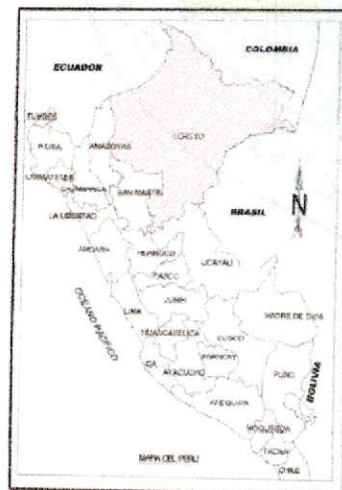 COLOMBIA
ECUADOR
TUMBES
LORETO
PIURA
AMAZONAS
LAMBAYEQUE
CAJAMARCA
SAN MARTIN
LA LIBERTAD
BRASIL
N
ANCASH
HUANUCO
UCAYALI
PASCO
JUNIN
LIMA
MADRE DE DIOS
OCEANO PACIFICO
HUANCAVELICA
CUSCO
ICA
APURIMAC
AYACUCHO
PUNO
BOLIVIA
AREQUIPA
MOQUEGUA
TACNA
MAPA DEL PERU
CHILE